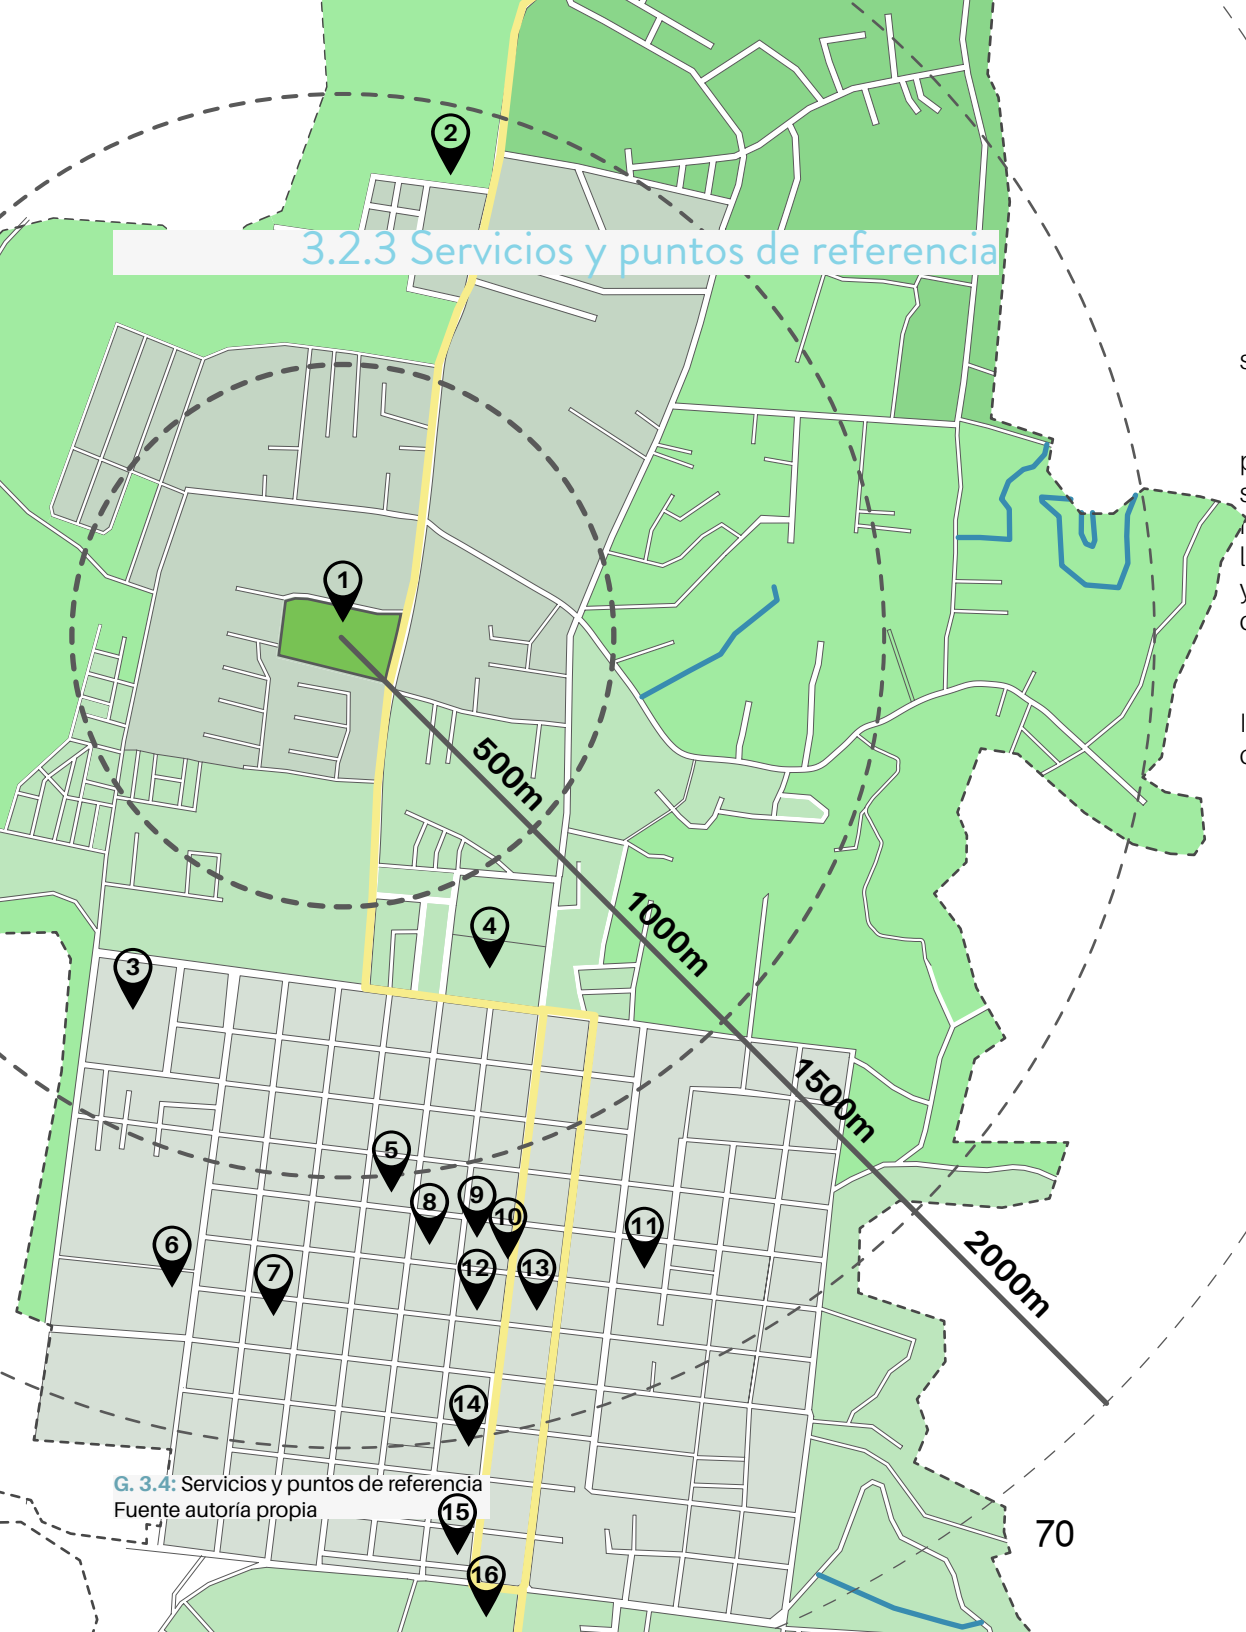 2
3.2.3 Servicios y puntos de referencia
1
500m
4
1000m
3
1500m
5
8
9
10
11
6
7
12
13
2000m
14
G. 3.4: Servicios y puntos de referencia
Fuente autoría propia
15
70
16